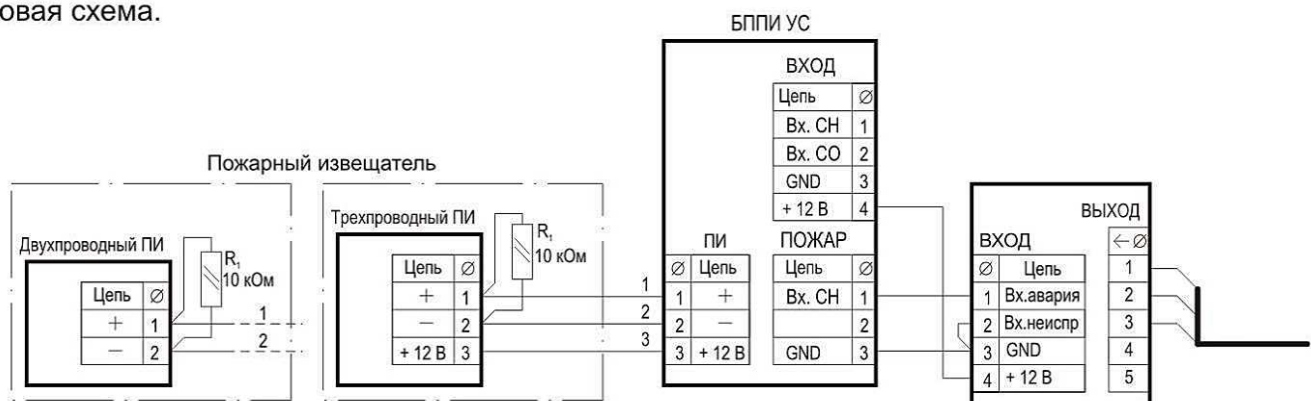 овая схема.
БППИ УС
ВХОД
Цепь ∅
Вх. СН 1
Вх. СО 2
GND 3
+ 12 В 4
Пожарный извещатель
Двухпроводный ПИ
R₁
10 кОм
Цепь ∅
+ 1
− 2
1
2
Трехпроводный ПИ
R₁
10 кОм
Цепь ∅
+ 1
− 2
+ 12 В 3
1
2
3
ПИ
∅ Цепь
1 +
2 −
3 + 12 В
ПОЖАР
Цепь ∅
Вх. СН 1
2
GND 3
ВХОД
∅ Цепь
1 Вх.авария
2 Вх.неиспр
3 GND
4 + 12 В
ВЫХОД
← ∅
1
2
3
4
5